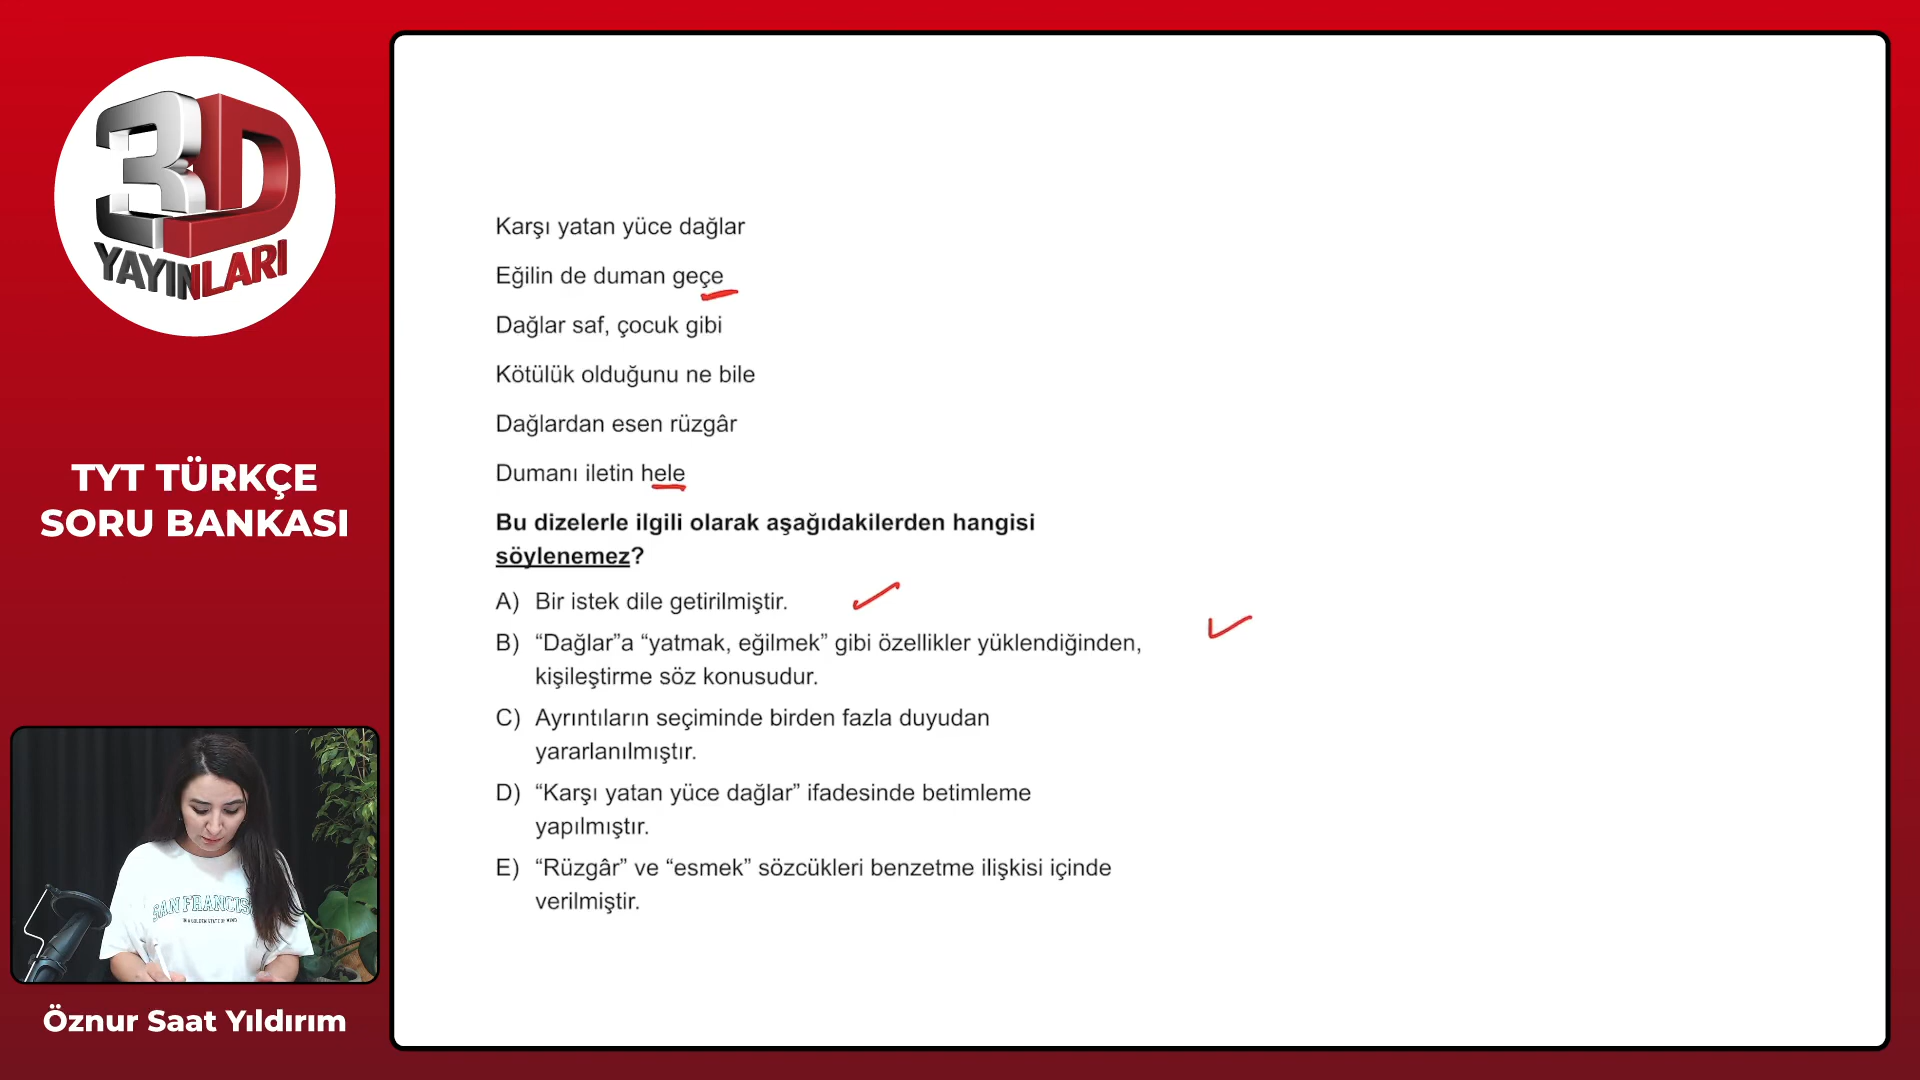 3D
YAYINLARI
TYT TÜRKÇE
SORU BANKASI
Karşı yatan yüce dağlar
Eğilin de duman geçe
Dağlar saf, çocuk gibi
Kötülük olduğunu ne bile
Dağlardan esen rüzgâr
Dumanı iletin hele
Bu dizelerle ilgili olarak aşağıdakilerden hangisi
söylenemez?
A) Bir istek dile getirilmiştir.
B) “Dağlar”a “yatmak, eğilmek” gibi özellikler yüklendiğinden,
kişileştirme söz konusudur.
C) Ayrıntıların seçiminde birden fazla duyudan
yararlanılmıştır.
D) “Karşı yatan yüce dağlar” ifadesinde betimleme
yapılmıştır.
E) “Rüzgâr” ve “esmek” sözcükleri benzetme ilişkisi içinde
verilmiştir.
Öznur Saat Yıldırım